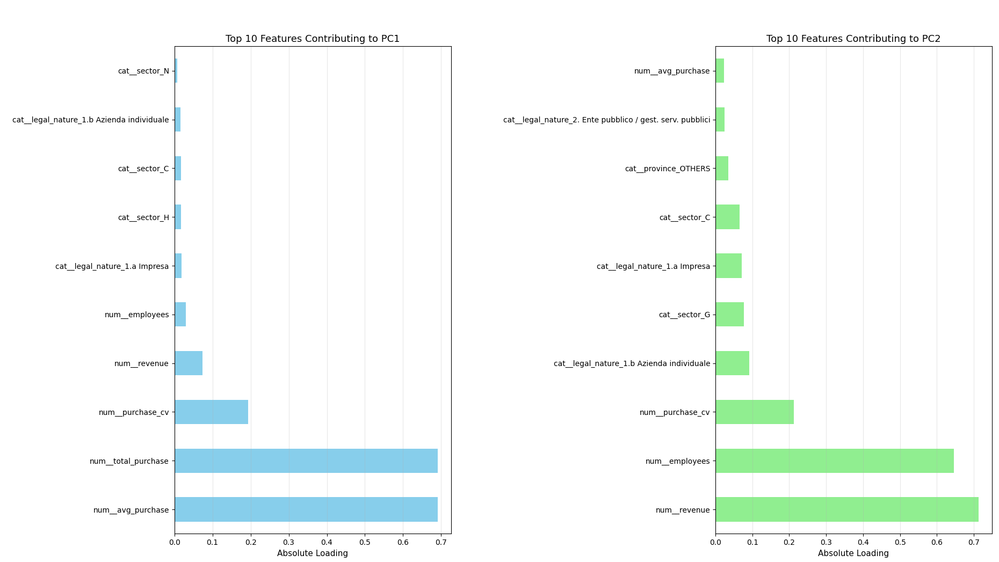 Top 10 Features Contributing to PC1
cat__sector_N
cat__legal_nature_1.b Azienda individuale
cat__sector_C
cat__sector_H
cat__legal_nature_1.a Impresa
num__employees
num__revenue
num__purchase_cv
num__total_purchase
num__avg_purchase
0.0 0.1 0.2 0.3 0.4 0.5 0.6 0.7
Absolute Loading
Top 10 Features Contributing to PC2
num__avg_purchase
cat__legal_nature_2. Ente pubblico / gest. serv. pubblici
cat__province_OTHERS
cat__sector_C
cat__legal_nature_1.a Impresa
cat__sector_G
cat__legal_nature_1.b Azienda individuale
num__purchase_cv
num__employees
num__revenue
0.0 0.1 0.2 0.3 0.4 0.5 0.6 0.7
Absolute Loading